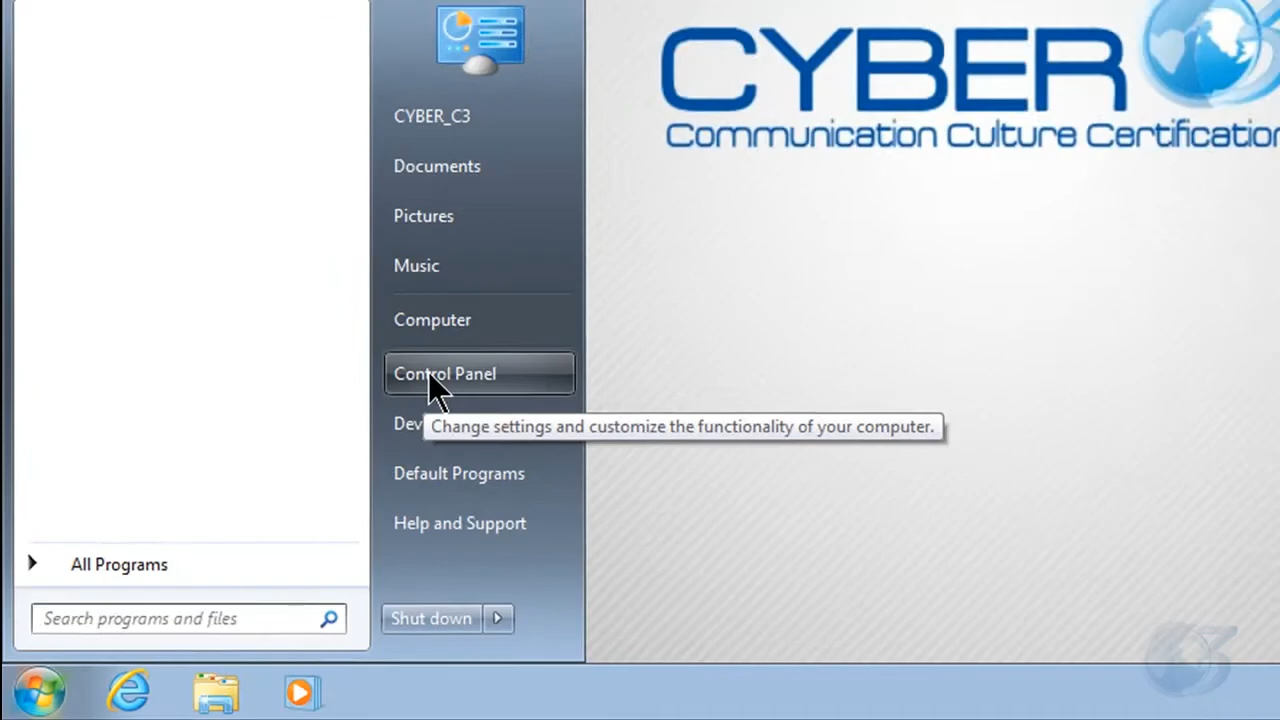 CYBER
Communication Culture Certification
CYBER_C3
Documents
Pictures
Music
Computer
Control Panel
Dev
Change settings and customize the functionality of your computer.
Default Programs
Help and Support
All Programs
Search programs and files
Shut down